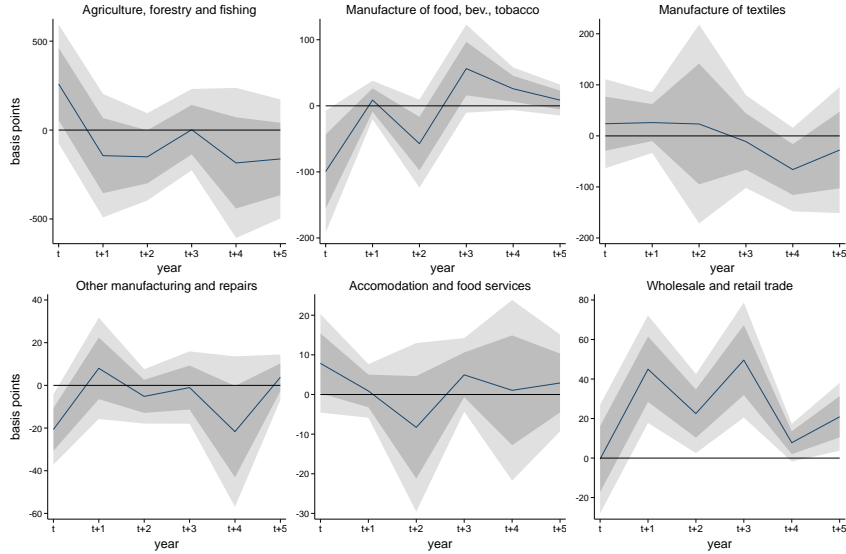 Agriculture, forestry and fishing
Manufacture of food, bev., tobacco
Manufacture of textiles
basis points
500
0
-500
t t+1 t+2 t+3 t+4 t+5
year
100
0
-100
-200
t t+1 t+2 t+3 t+4 t+5
year
200
100
0
-100
-200
t t+1 t+2 t+3 t+4 t+5
year
Other manufacturing and repairs
Accomodation and food services
Wholesale and retail trade
basis points
40
20
0
-20
-40
-60
t t+1 t+2 t+3 t+4 t+5
year
20
10
0
-10
-20
-30
t t+1 t+2 t+3 t+4 t+5
year
80
60
40
20
0
-20
t t+1 t+2 t+3 t+4 t+5
year